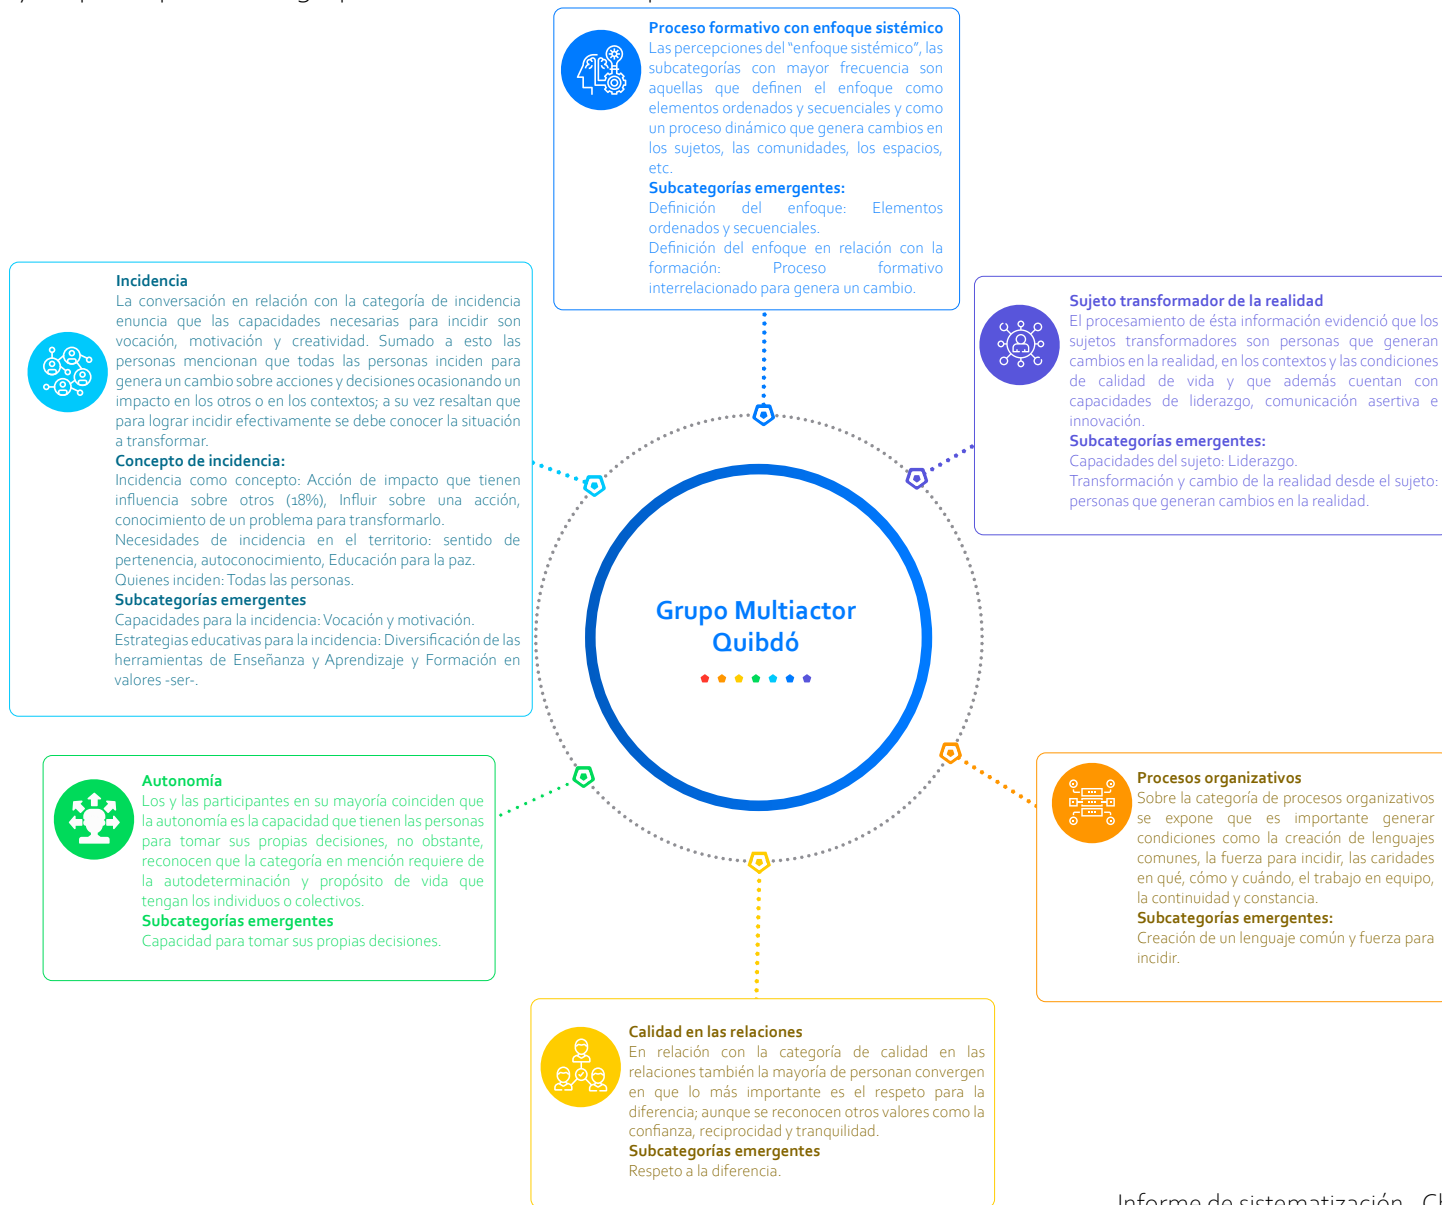 Proceso formativo con enfoque sistémico
Las percepciones del “enfoque sistémico”, las
subcategorías con mayor frecuencia son
aquellas que definen el enfoque como
elementos ordenados y secuenciales y como
un proceso dinámico que genera cambios en
los sujetos, las comunidades, los espacios,
etc.
Subcategorías emergentes:
Definición del enfoque: Elementos
ordenados y secuenciales.
Definición del enfoque en relación con la
formación: Proceso formativo
interrelacionado para genera un cambio.
Incidencia
La conversación en relación con la categoría de incidencia
enuncia que las capacidades necesarias para incidir son
vocación, motivación y creatividad. Sumado a esto las
personas mencionan que todas las personas inciden para
genera un cambio sobre acciones y decisiones ocasionando un
impacto en los otros o en los contextos; a su vez resaltan que
para lograr incidir efectivamente se debe conocer la situación
a transformar.
Concepto de incidencia:
Incidencia como concepto: Acción de impacto que tienen
influencia sobre otros (18%), Influir sobre una acción,
conocimiento de un problema para transformarlo.
Necesidades de incidencia en el territorio: sentido de
pertenencia, autoconocimiento, Educación para la paz.
Quienes inciden: Todas las personas.
Subcategorías emergentes
Capacidades para la incidencia: Vocación y motivación.
Estrategias educativas para la incidencia: Diversificación de las
herramientas de Enseñanza y Aprendizaje y Formación en
valores -ser-.
Sujeto transformador de la realidad
El procesamiento de ésta información evidenció que los
sujetos transformadores son personas que generan
cambios en la realidad, en los contextos y las condiciones
de calidad de vida y que además cuentan con
capacidades de liderazgo, comunicación asertiva e
innovación.
Subcategorías emergentes:
Capacidades del sujeto: Liderazgo.
Transformación y cambio de la realidad desde el sujeto:
personas que generan cambios en la realidad.
Grupo Multiactor
Quibdó
Autonomía
Los y las participantes en su mayoría coinciden que
la autonomía es la capacidad que tienen las personas
para tomar sus propias decisiones, no obstante,
reconocen que la categoría en mención requiere de
la autodeterminación y propósito de vida que
tengan los individuos o colectivos.
Subcategorías emergentes
Capacidad para tomar sus propias decisiones.
Procesos organizativos
Sobre la categoría de procesos organizativos
se expone que es importante generar
condiciones como la creación de lenguajes
comunes, la fuerza para incidir, las caridades
en qué, cómo y cuándo, el trabajo en equipo,
la continuidad y constancia.
Subcategorías emergentes:
Creación de un lenguaje común y fuerza para
incidir.
Calidad en las relaciones
En relación con la categoría de calidad en las
relaciones también la mayoría de personan convergen
en que lo más importante es el respeto para la
diferencia; aunque se reconocen otros valores como la
confianza, reciprocidad y tranquilidad.
Subcategorías emergentes
Respeto a la diferencia.
Informe de sistematización